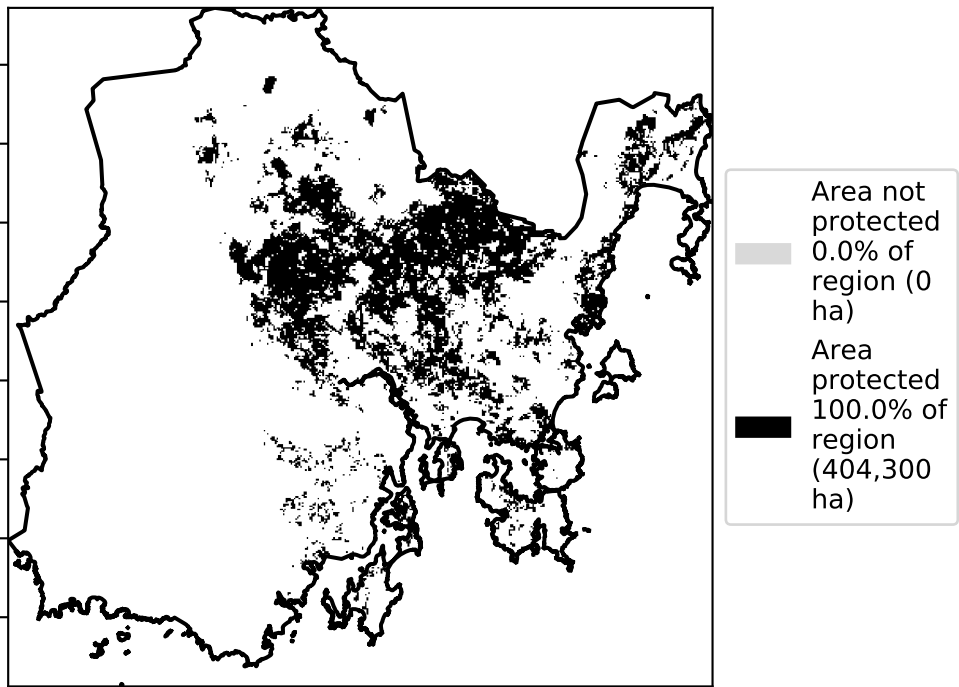 Area not
protected
0.0% of
region (0
ha)
Area
protected
100.0% of
region
(404,300
ha)